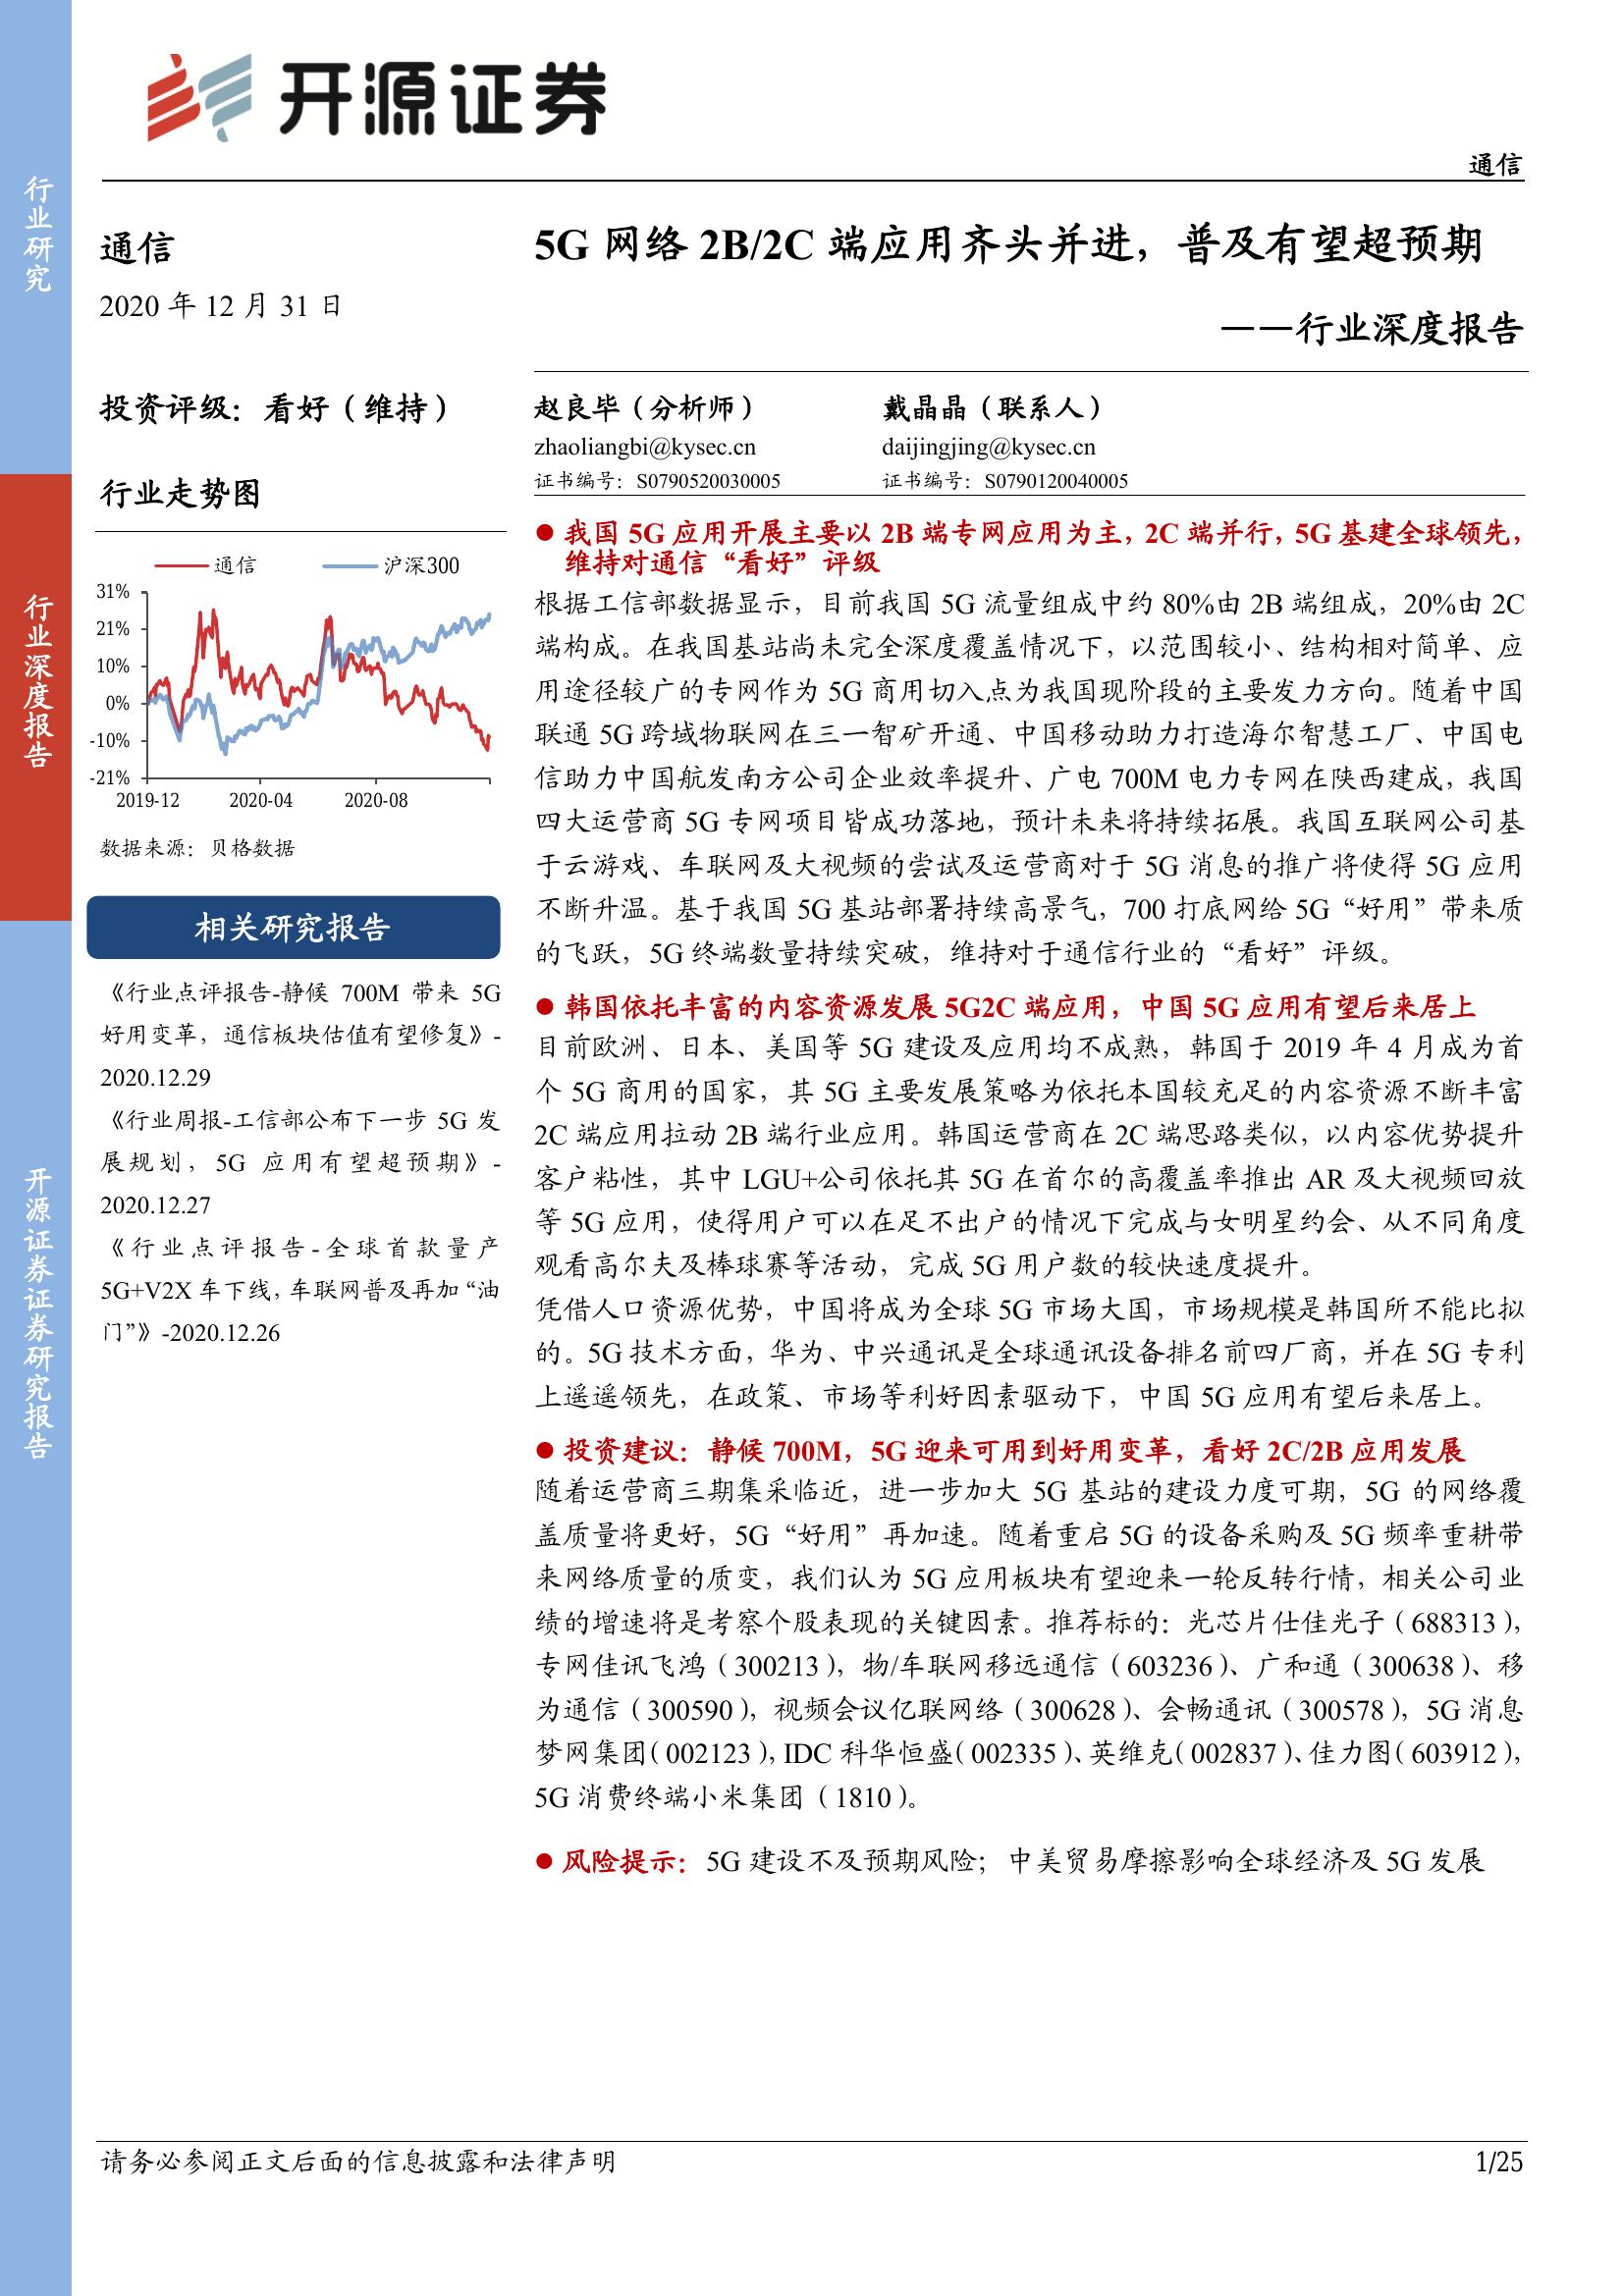 开源证券
通信
行业研究
行业深度报告
开源证券证券研究报告
通信
2020 年 12 月 31 日
投资评级：看好（维持）
行业走势图
通信 沪深300
31%
21%
10%
0%
-10%
-21%
2019-12 2020-04 2020-08
数据来源：贝格数据
相关研究报告
《行业点评报告-静候 700M 带来 5G
好用变革，通信板块估值有望修复》-
2020.12.29
《行业周报-工信部公布下一步 5G 发
展规划，5G 应用有望超预期》-
2020.12.27
《行业点评报告-全球首款量产
5G+V2X 车下线，车联网普及再加“油
门”》-2020.12.26
5G 网络 2B/2C 端应用齐头并进，普及有望超预期
——行业深度报告
赵良毕（分析师） 戴晶晶（联系人）
zhaoliangbi@kysec.cn daijingjing@kysec.cn
证书编号：S0790520030005 证书编号：S0790120040005
● 我国 5G 应用开展主要以 2B 端专网应用为主，2C 端并行，5G 基建全球领先，
维持对通信“看好”评级
根据工信部数据显示，目前我国 5G 流量组成中约 80%由 2B 端组成，20%由 2C
端构成。在我国基站尚未完全深度覆盖情况下，以范围较小、结构相对简单、应
用途径较广的专网作为 5G 商用切入点为我国现阶段的主要发力方向。随着中国
联通 5G 跨域物联网在三一智矿开通、中国移动助力打造海尔智慧工厂、中国电
信助力中国航发南方公司企业效率提升、广电 700M 电力专网在陕西建成，我国
四大运营商 5G 专网项目皆成功落地，预计未来将持续拓展。我国互联网公司基
于云游戏、车联网及大视频的尝试及运营商对于 5G 消息的推广将使得 5G 应用
不断升温。基于我国 5G 基站部署持续高景气，700 打底网给 5G“好用”带来质
的飞跃，5G 终端数量持续突破，维持对于通信行业的“看好”评级。
● 韩国依托丰富的内容资源发展 5G2C 端应用，中国 5G 应用有望后来居上
目前欧洲、日本、美国等 5G 建设及应用均不成熟，韩国于 2019 年 4 月成为首
个 5G 商用的国家，其 5G 主要发展策略为依托本国较充足的内容资源不断丰富
2C 端应用拉动 2B 端行业应用。韩国运营商在 2C 端思路类似，以内容优势提升
客户粘性，其中 LGU+公司依托其 5G 在首尔的高覆盖率推出 AR 及大视频回放
等 5G 应用，使得用户可以在足不出户的情况下完成与女明星约会、从不同角度
观看高尔夫及棒球赛等活动，完成 5G 用户数的较快速度提升。
凭借人口资源优势，中国将成为全球 5G 市场大国，市场规模是韩国所不能比拟
的。5G 技术方面，华为、中兴通讯是全球通讯设备排名前四厂商，并在 5G 专利
上遥遥领先，在政策、市场等利好因素驱动下，中国 5G 应用有望后来居上。
● 投资建议：静候 700M，5G 迎来可用到好用变革，看好 2C/2B 应用发展
随着运营商三期集采临近，进一步加大 5G 基站的建设力度可期，5G 的网络覆
盖质量将更好，5G“好用”再加速。随着重启 5G 的设备采购及 5G 频率重耕带
来网络质量的质变，我们认为 5G 应用板块有望迎来一轮反转行情，相关公司业
绩的增速将是考察个股表现的关键因素。推荐标的：光芯片仕佳光子（688313），
专网佳讯飞鸿（300213），物/车联网移远通信（603236）、广和通（300638）、移
为通信（300590），视频会议亿联网络（300628）、会畅通讯（300578），5G 消息
梦网集团（002123），IDC 科华恒盛（002335）、英维克（002837）、佳力图（603912），
5G 消费终端小米集团（1810）。
● 风险提示：5G 建设不及预期风险；中美贸易摩擦影响全球经济及 5G 发展
请务必参阅正文后面的信息披露和法律声明 1/25